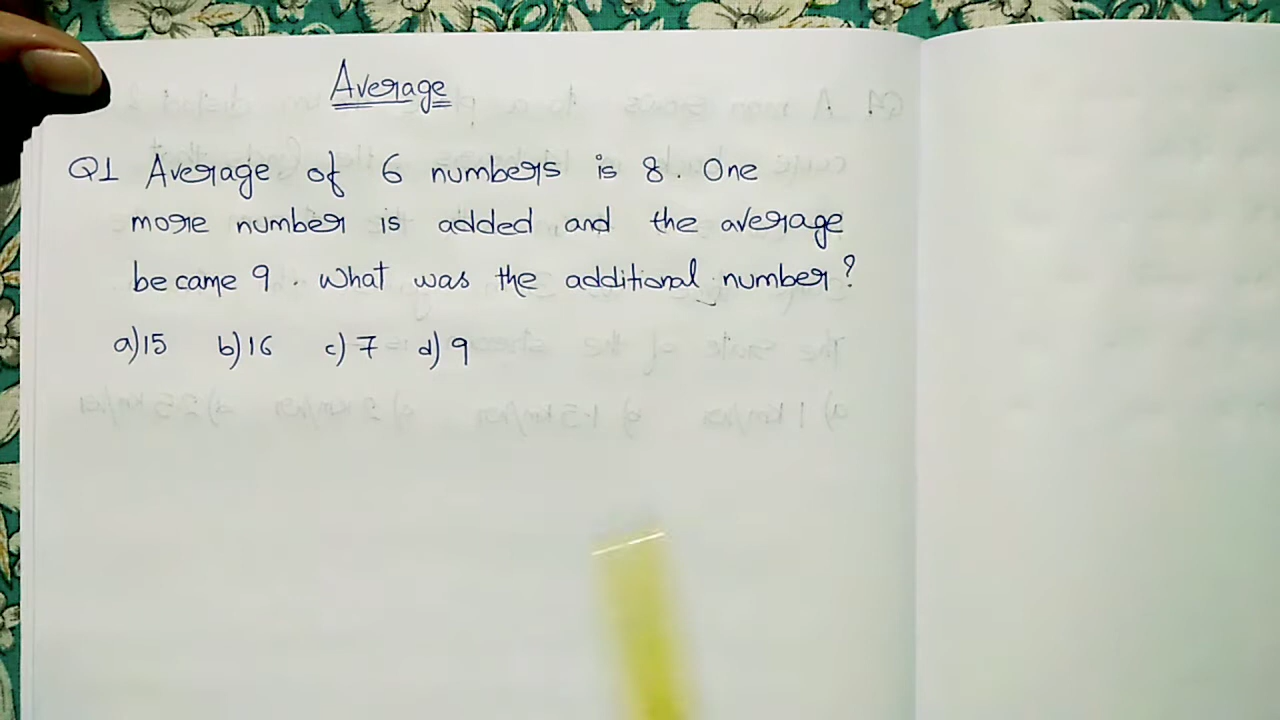 Average
Q1 Average of 6 numbers is 8. One
more number is added and the average
became 9. What was the additional number?
a) 15 b) 16 c) 7 d) 9